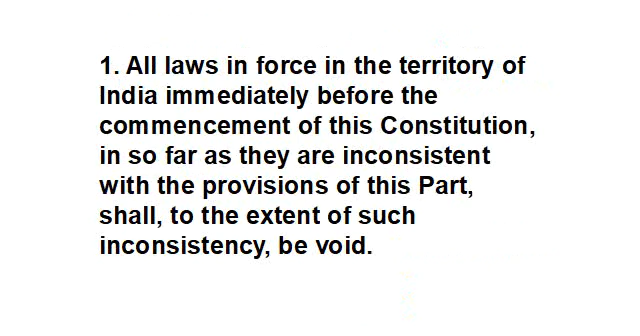 1. All laws in force in the territory of
India immediately before the
commencement of this Constitution,
in so far as they are inconsistent
with the provisions of this Part,
shall, to the extent of such
inconsistency, be void.